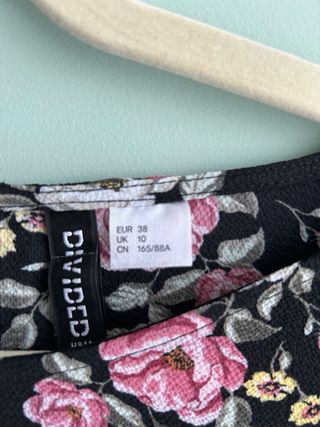 DIVIDED
EUR 38
UK 10
CN 165/88A